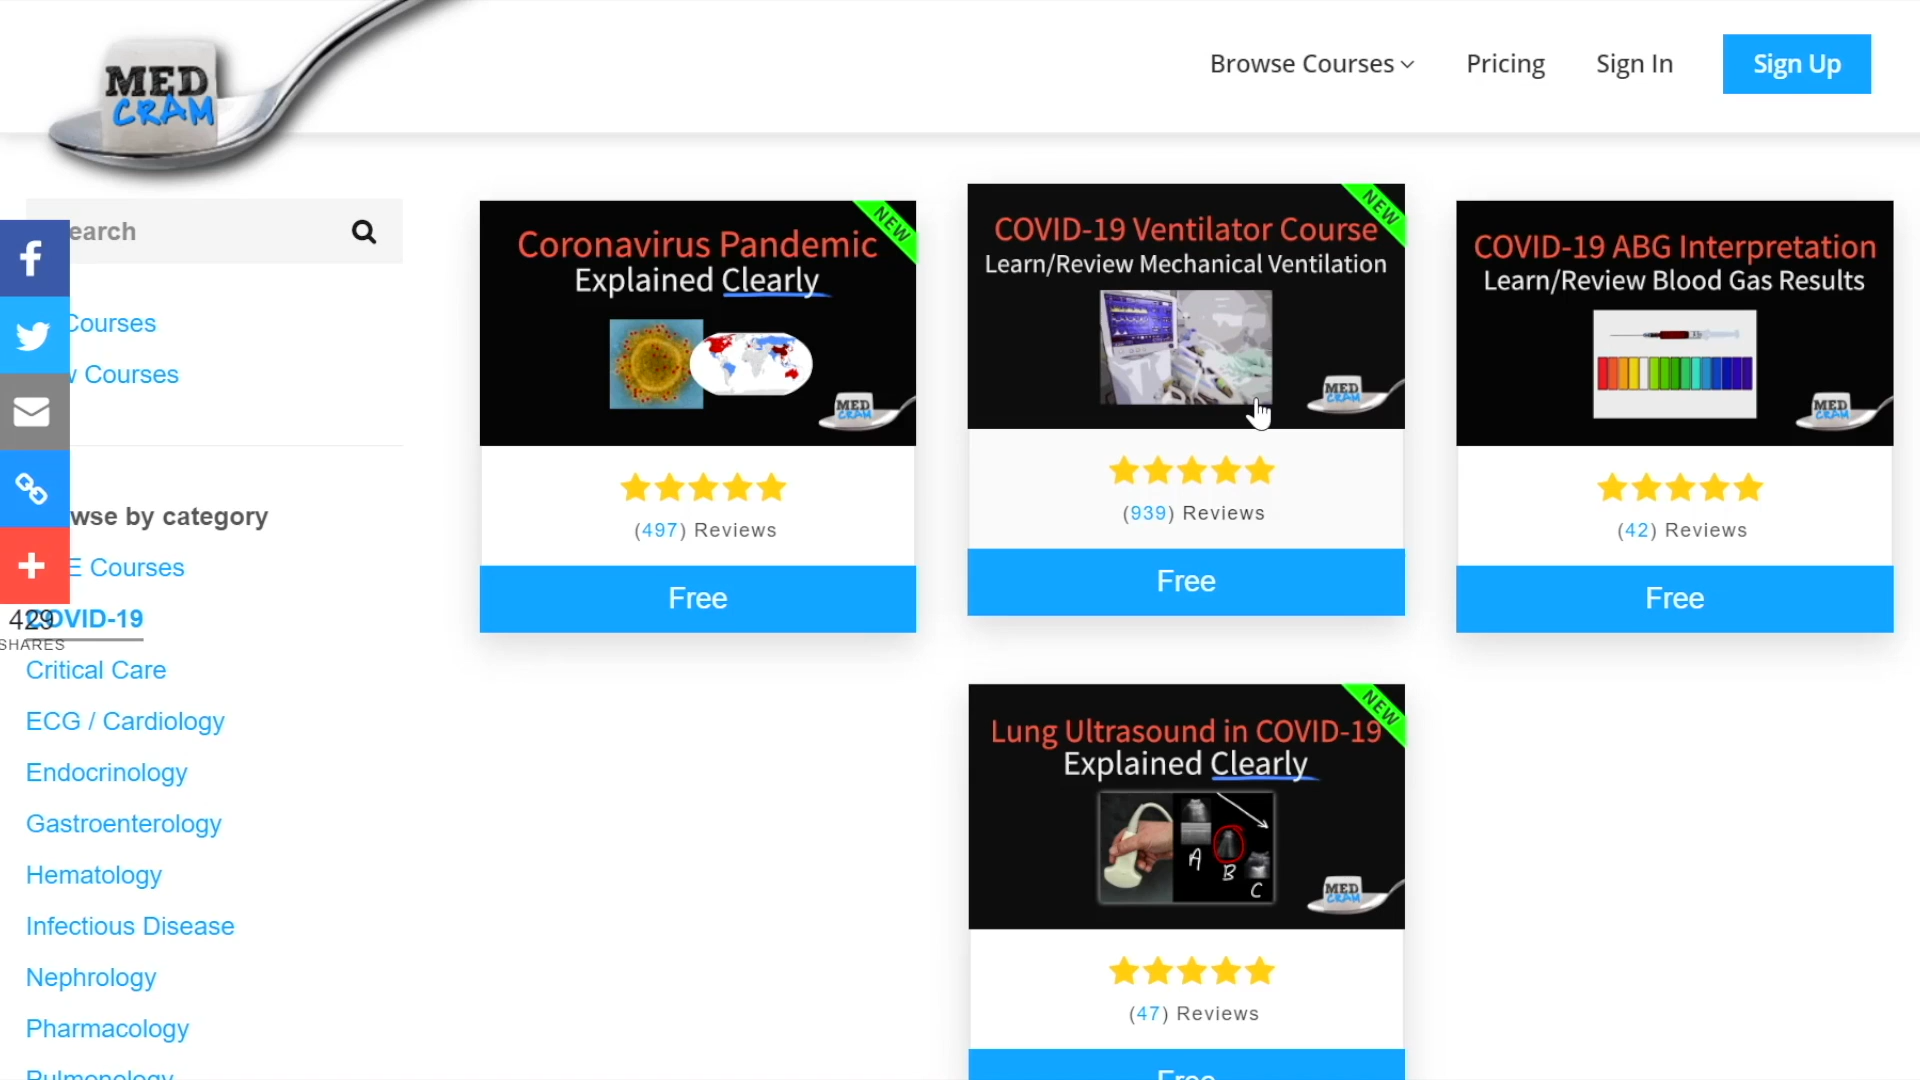 MED
CRAM
Browse Courses
Pricing
Sign In
Sign Up
earch
Courses
Courses
wse by category
E Courses
COVID-19
429
SHARES
Critical Care
ECG / Cardiology
Endocrinology
Gastroenterology
Hematology
Infectious Disease
Nephrology
Pharmacology
Pulmonology
NEW
Coronavirus Pandemic
Explained Clearly
MED
CRAM
(497) Reviews
Free
NEW
COVID-19 Ventilator Course
Learn/Review Mechanical Ventilation
MED
CRAM
(939) Reviews
Free
COVID-19 ABG Interpretation
Learn/Review Blood Gas Results
MED
CRAM
(42) Reviews
Free
NEW
Lung Ultrasound in COVID-19
Explained Clearly
A
B
C
MED
CRAM
(47) Reviews
Free